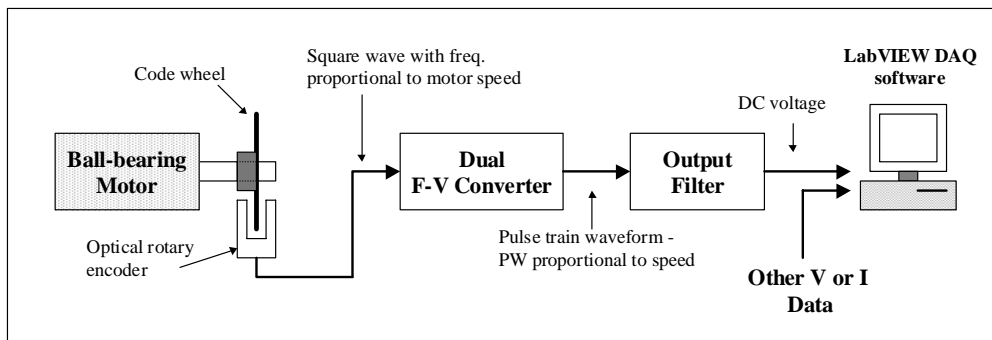 Square wave with freq.
proportional to motor speed
LabVIEW DAQ
software
Code wheel
DC voltage
Ball-bearing
Motor
Dual
F-V Converter
Output
Filter
Optical rotary
encoder
Pulse train waveform -
PW proportional to speed
Other V or I
Data